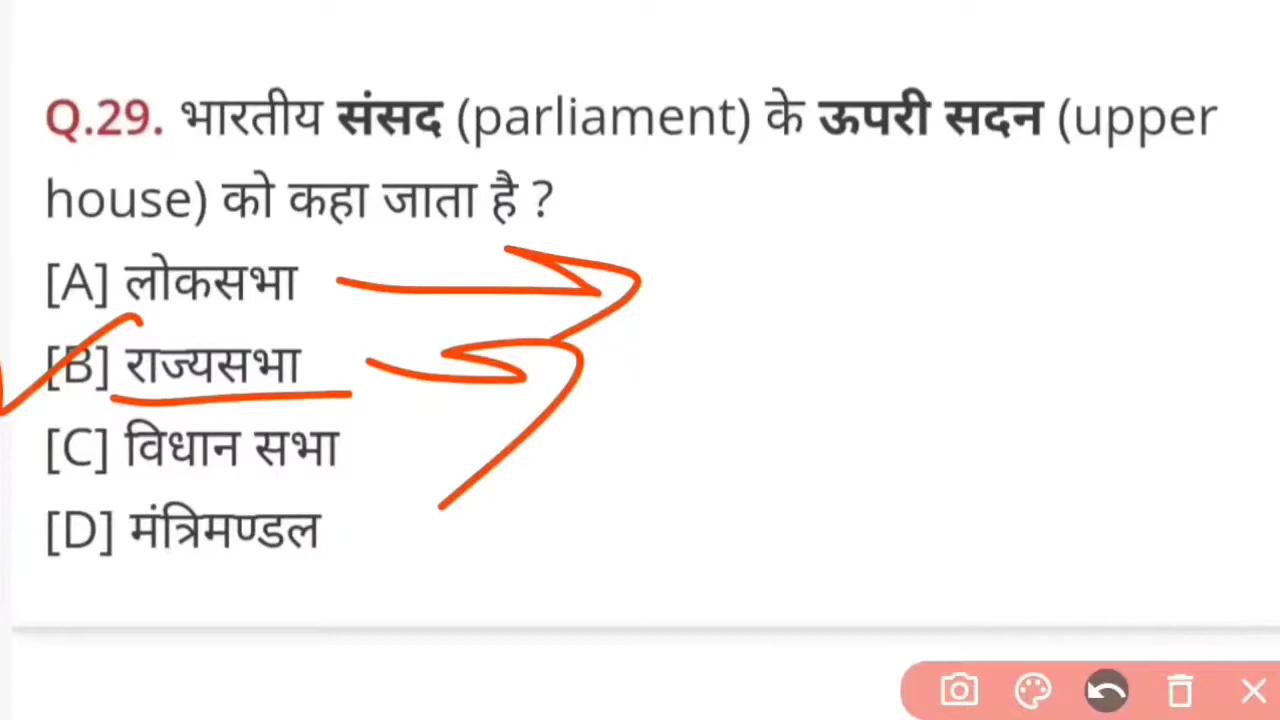 Q.29. भारतीय संसद (parliament) के ऊपरी सदन (upper
house) को कहा जाता है ?
[A] लोकसभा
[B] राज्यसभा
[C] विधान सभा
[D] मंत्रिमण्डल